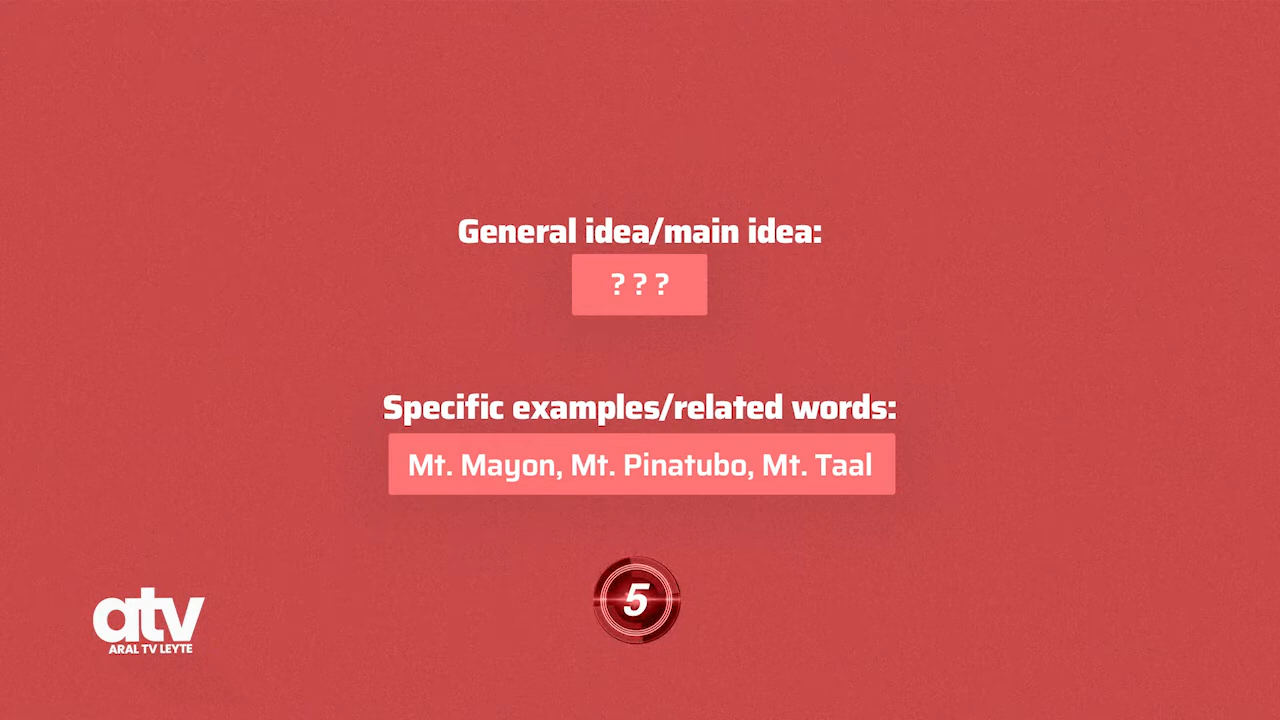 General idea/main idea:
? ? ?
Specific examples/related words:
Mt. Mayon, Mt. Pinatubo, Mt. Taal
5
atv
ARAL TV LEYTE